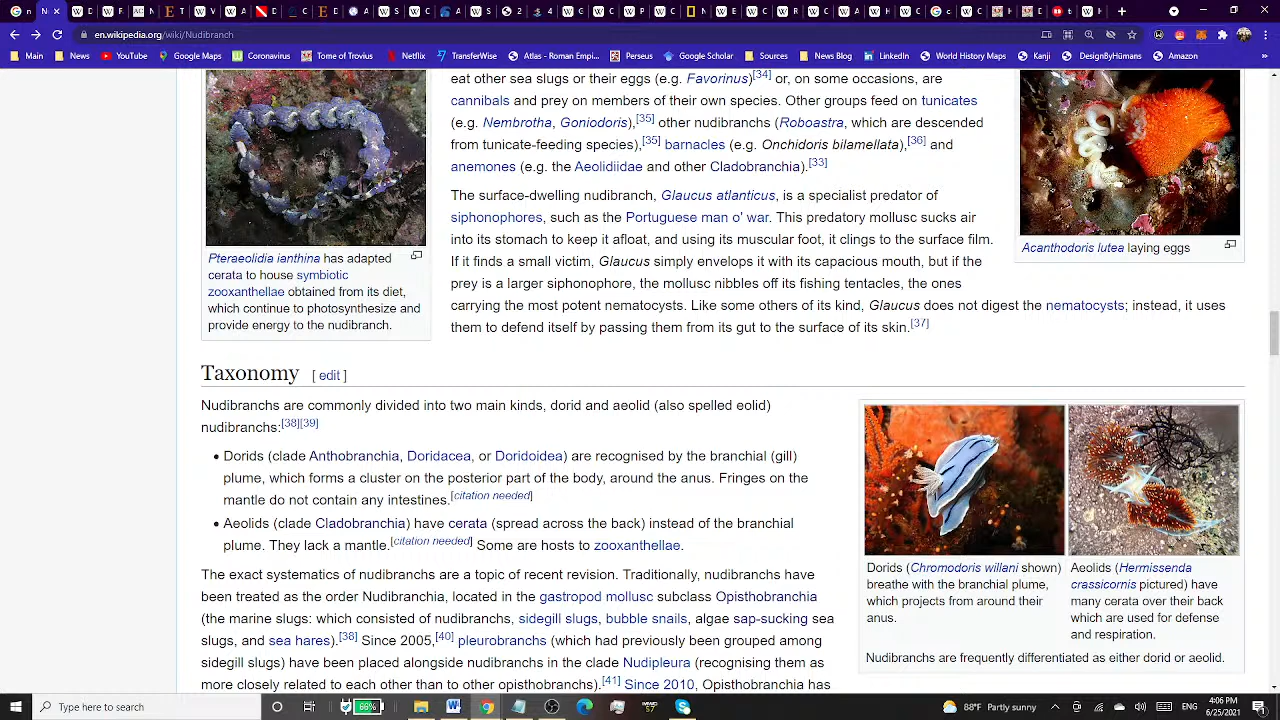 en.wikipedia.org/wiki/Nudibranch
Main
News
YouTube
Google Maps
Coronavirus
Tome of Trovius
Netflix
TransferWise
Atlas - Roman Empi...
Perseus
Google Scholar
Sources
News Blog
LinkedIn
World History Maps
Kanji
DesignByHumans
Amazon
eat other sea slugs or their eggs (e.g. Favorinus)[34] or, on some occasions, are
cannibals and prey on members of their own species. Other groups feed on tunicates
(e.g. Nembrotha, Goniodoris),[35] other nudibranchs (Roboastra, which are descended
from tunicate-feeding species),[35] barnacles (e.g. Onchidoris bilamellata),[36] and
anemones (e.g. the Aeolidiidae and other Cladobranchia).[33]
The surface-dwelling nudibranch, Glaucus atlanticus, is a specialist predator of
siphonophores, such as the Portuguese man o' war. This predatory mollusc sucks air
into its stomach to keep it afloat, and using its muscular foot, it clings to the surface film.
If it finds a small victim, Glaucus simply envelops it with its capacious mouth, but if the
prey is a larger siphonophore, the mollusc nibbles off its fishing tentacles, the ones
carrying the most potent nematocysts. Like some others of its kind, Glaucus does not digest the nematocysts; instead, it uses
them to defend itself by passing them from its gut to the surface of its skin.[37]
Pteraeolidia ianthina has adapted
cerata to house symbiotic
zooxanthellae obtained from its diet,
which continue to photosynthesize and
provide energy to the nudibranch.
Acanthodoris lutea laying eggs
Taxonomy [ edit ]
Nudibranchs are commonly divided into two main kinds, dorid and aeolid (also spelled eolid)
nudibranchs:[38][39]
• Dorids (clade Anthobranchia, Doridacea, or Doridoidea) are recognised by the branchial (gill)
plume, which forms a cluster on the posterior part of the body, around the anus. Fringes on the
mantle do not contain any intestines.[citation needed]
• Aeolids (clade Cladobranchia) have cerata (spread across the back) instead of the branchial
plume. They lack a mantle.[citation needed] Some are hosts to zooxanthellae.
The exact systematics of nudibranchs are a topic of recent revision. Traditionally, nudibranchs have
been treated as the order Nudibranchia, located in the gastropod mollusc subclass Opisthobranchia
(the marine slugs: which consisted of nudibranchs, sidegill slugs, bubble snails, algae sap-sucking sea
slugs, and sea hares).[38] Since 2005,[40] pleurobranchs (which had previously been grouped among
sidegill slugs) have been placed alongside nudibranchs in the clade Nudipleura (recognising them as
more closely related to each other than to other opisthobranchs).[41] Since 2010, Opisthobranchia has
Dorids (Chromodoris willani shown)
breathe with the branchial plume,
which projects from around their
anus.
Aeolids (Hermissenda
crassicornis pictured) have
many cerata over their back
which are used for defense
and respiration.
Nudibranchs are frequently differentiated as either dorid or aeolid.
Type here to search
66%
88°F Partly sunny
ENG
4:06 PM
6/25/2021